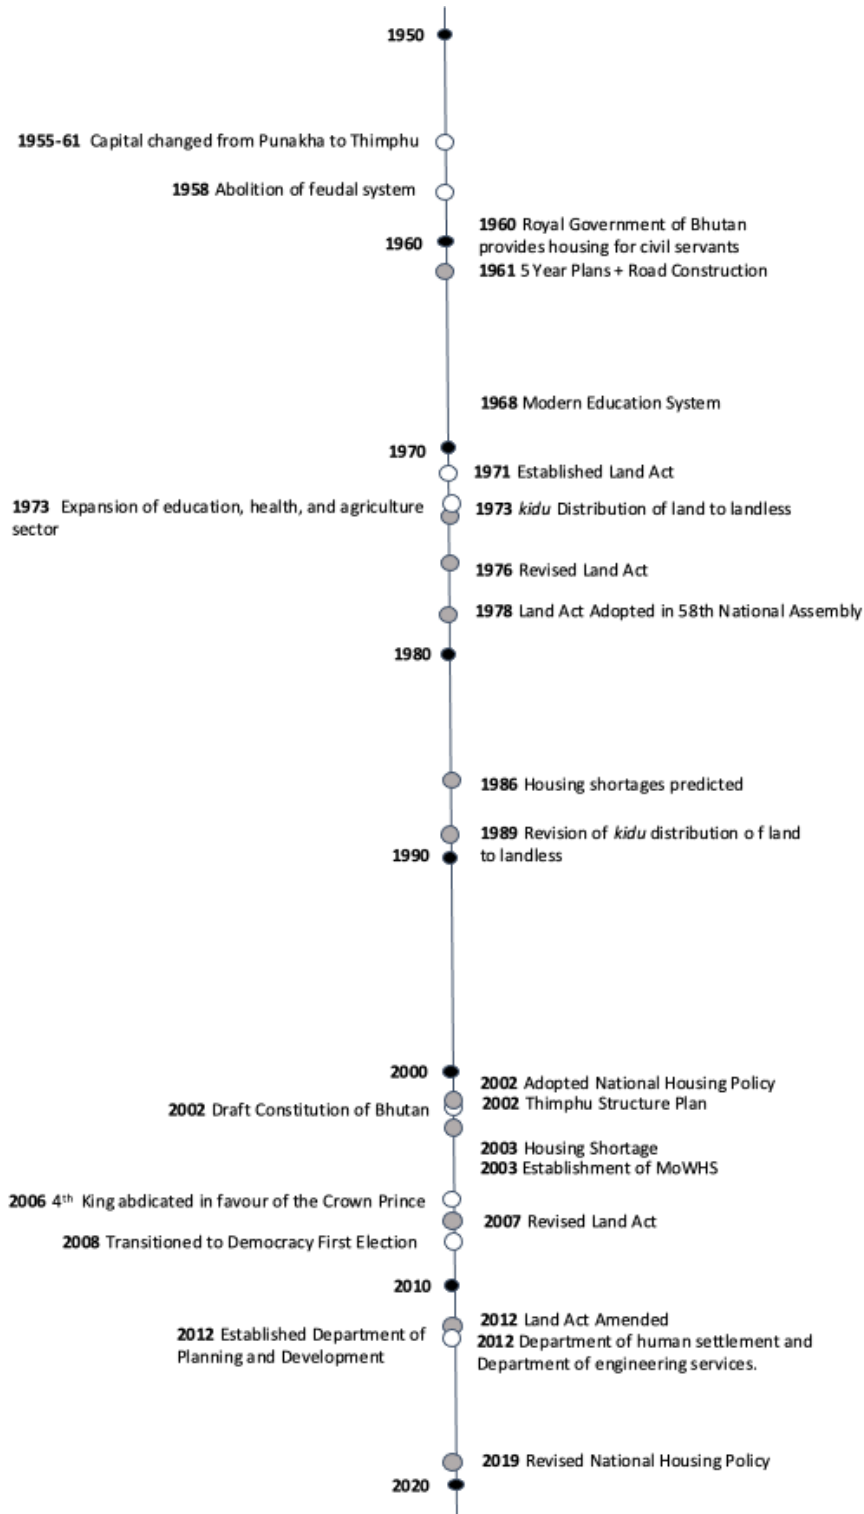 1950
1955-61 Capital changed from Punakha to Thimphu
1958 Abolition of feudal system
1960 Royal Government of Bhutan
provides housing for civil servants
1960
1961 5 Year Plans + Road Construction
1968 Modern Education System
1970
1971 Established Land Act
1973 Expansion of education, health, and agriculture
sector
1973 kidu Distribution of land to landless
1976 Revised Land Act
1978 Land Act Adopted in 58th National Assembly
1980
1986 Housing shortages predicted
1989 Revision of kidu distribution o f land
to landless
1990
2000
2002 Adopted National Housing Policy
2002 Thimphu Structure Plan
2002 Draft Constitution of Bhutan
2003 Housing Shortage
2003 Establishment of MoWHS
2006 4th King abdicated in favour of the Crown Prince
2007 Revised Land Act
2008 Transitioned to Democracy First Election
2010
2012 Land Act Amended
2012 Established Department of
Planning and Development
2012 Department of human settlement and
Department of engineering services.
2019 Revised National Housing Policy
2020